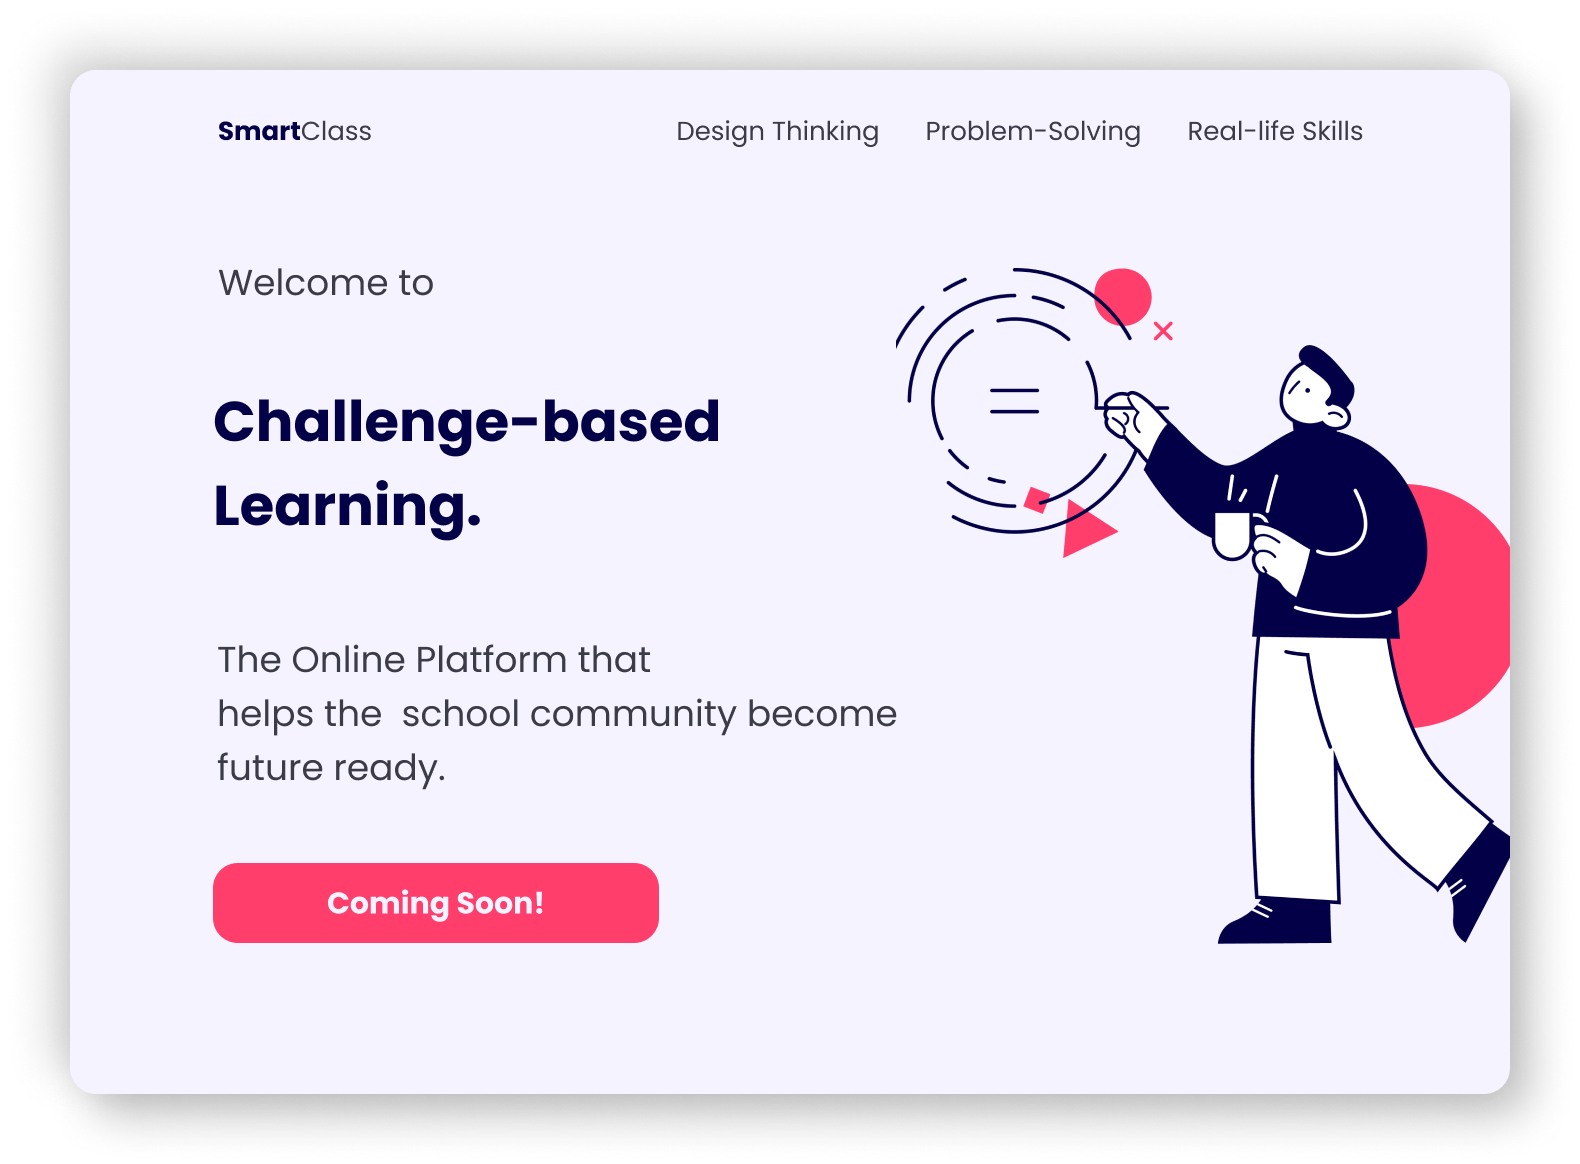 SmartClass
Design Thinking Problem-Solving Real-life Skills
Welcome to
Challenge-based
Learning.
The Online Platform that
helps the  school community become
future ready.
Coming Soon!